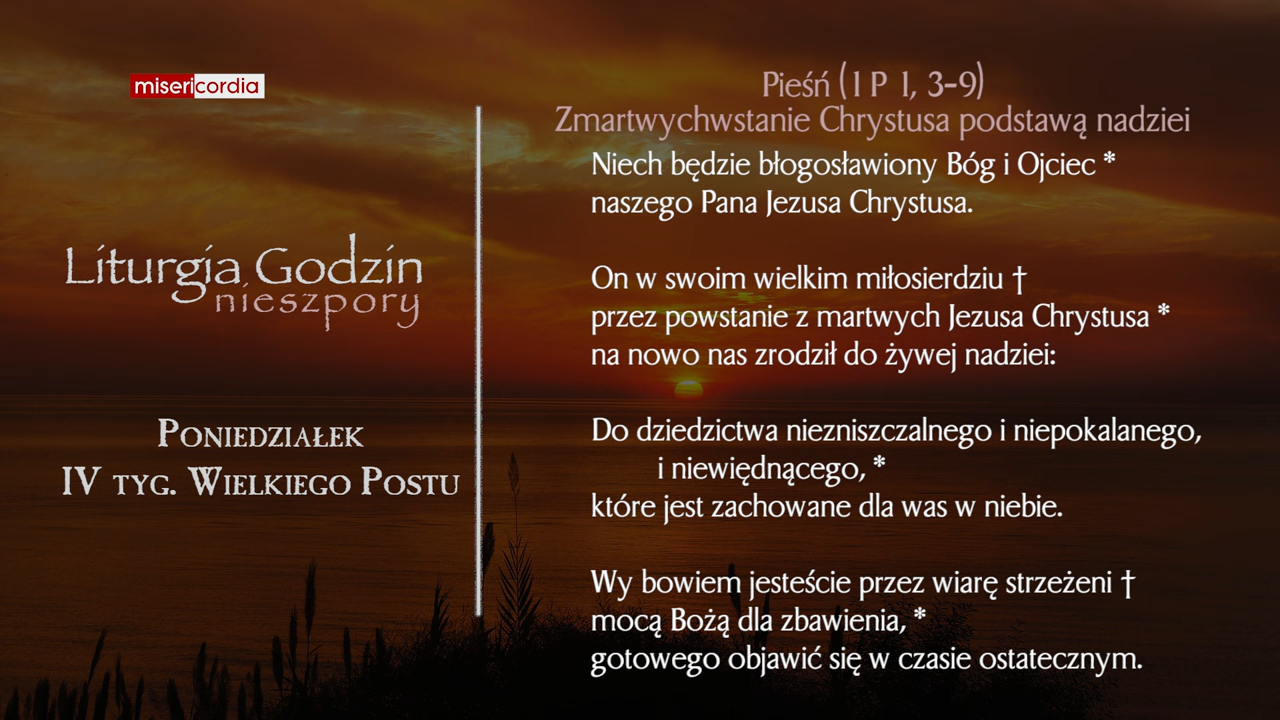 misericordia
Liturgia Godzin
nieszpory
Poniedziałek
IV tyg. Wielkiego Postu
Pieśń (1 P 1, 3-9)
Zmartwychwstanie Chrystusa podstawą nadziei
Niech będzie błogosławiony Bóg i Ojciec *
naszego Pana Jezusa Chrystusa.
On w swoim wielkim miłosierdziu †
przez powstanie z martwych Jezusa Chrystusa *
na nowo nas zrodził do żywej nadziei:
Do dziedzictwa niezniszczalnego i niepokalanego,
i niewiędnącego, *
które jest zachowane dla was w niebie.
Wy bowiem jesteście przez wiarę strzeżeni †
mocą Bożą dla zbawienia, *
gotowego objawić się w czasie ostatecznym.